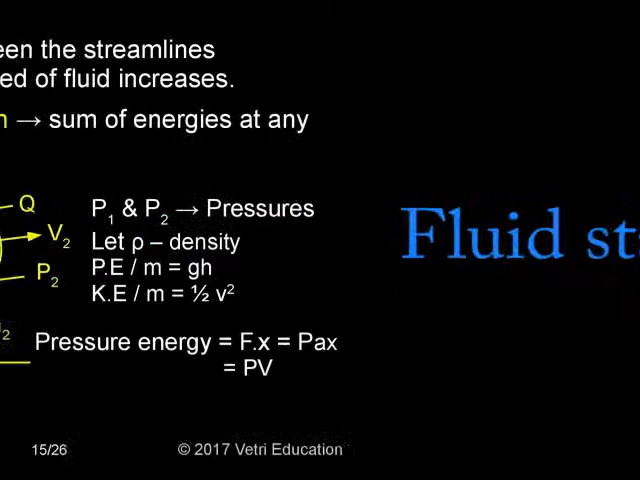 een the streamlines
ed of fluid increases.
n → sum of energies at any
Q
V2
P2
P1 & P2 → Pressures
Let ρ – density
P.E / m = gh
K.E / m = ½ v²
2
Pressure energy = F.x = Pax
= PV
Fluid st
15/26
© 2017 Vetri Education